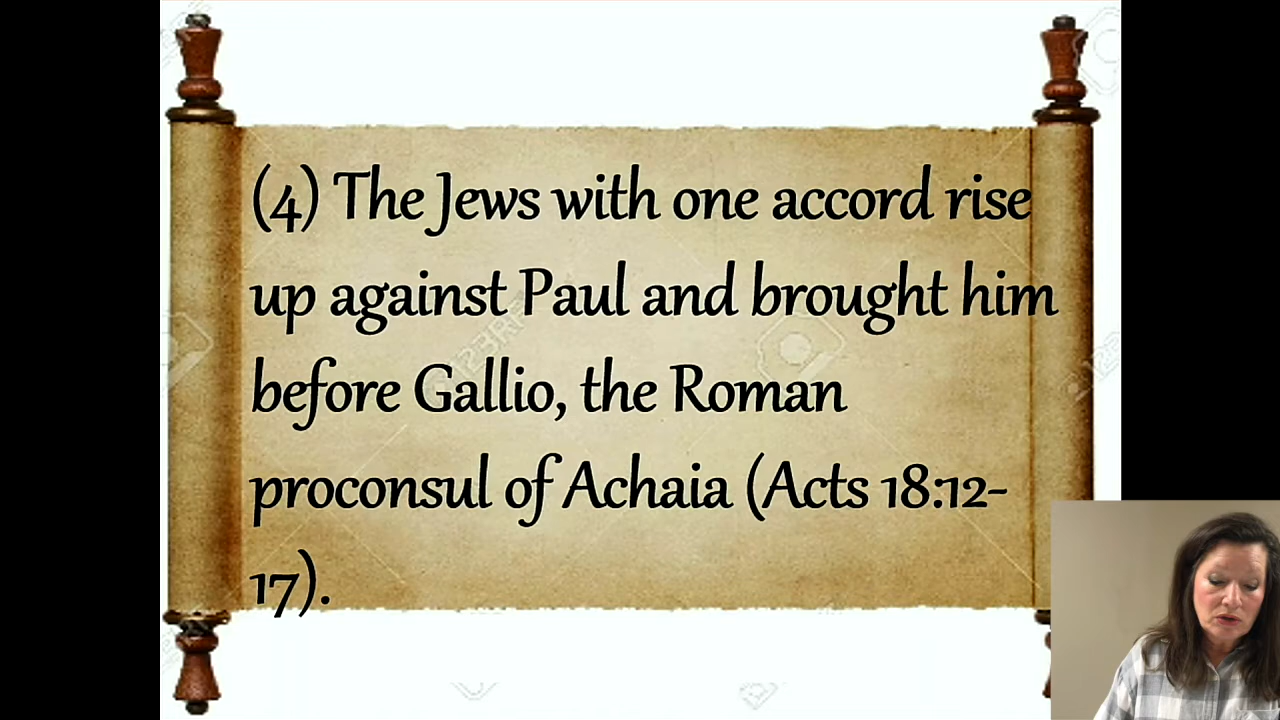 (4) The Jews with one accord rise
up against Paul and brought him
before Gallio, the Roman
proconsul of Achaia (Acts 18:12-
17).